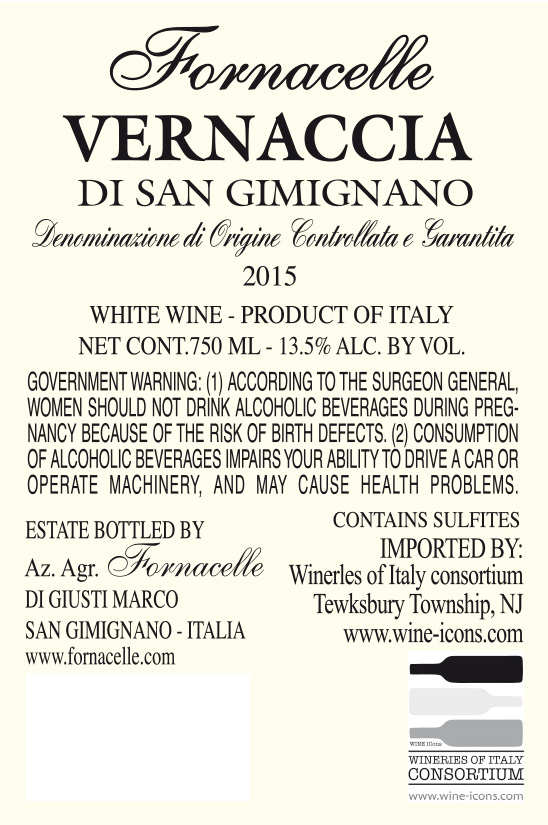 Fornacelle
VERNACCIA
DI SAN GIMIGNANO
Denominazione di Origine Controllata e Garantita
2015
WHITE WINE - PRODUCT OF ITALY
NET CONT.750 ML - 13.5% ALC. BY VOL.
GOVERNMENT WARNING: (1) ACCORDING TO THE SURGEON GENERAL,
WOMEN SHOULD NOT DRINK ALCOHOLIC BEVERAGES DURING PREG-
NANCY BECAUSE OF THE RISK OF BIRTH DEFECTS. (2) CONSUMPTION
OF ALCOHOLIC BEVERAGES IMPAIRS YOUR ABILITY TO DRIVE A CAR OR
OPERATE MACHINERY, AND MAY CAUSE HEALTH PROBLEMS.
ESTATE BOTTLED BY
Az. Agr. Fornacelle
DI GIUSTI MARCO
SAN GIMIGNANO - ITALIA
www.fornacelle.com
CONTAINS SULFITES
IMPORTED BY:
Winerles of Italy consortium
Tewksbury Township, NJ
www.wine-icons.com
WINE iCons
WINERIES OF ITALY
CONSORTIUM
www.wine-icons.com